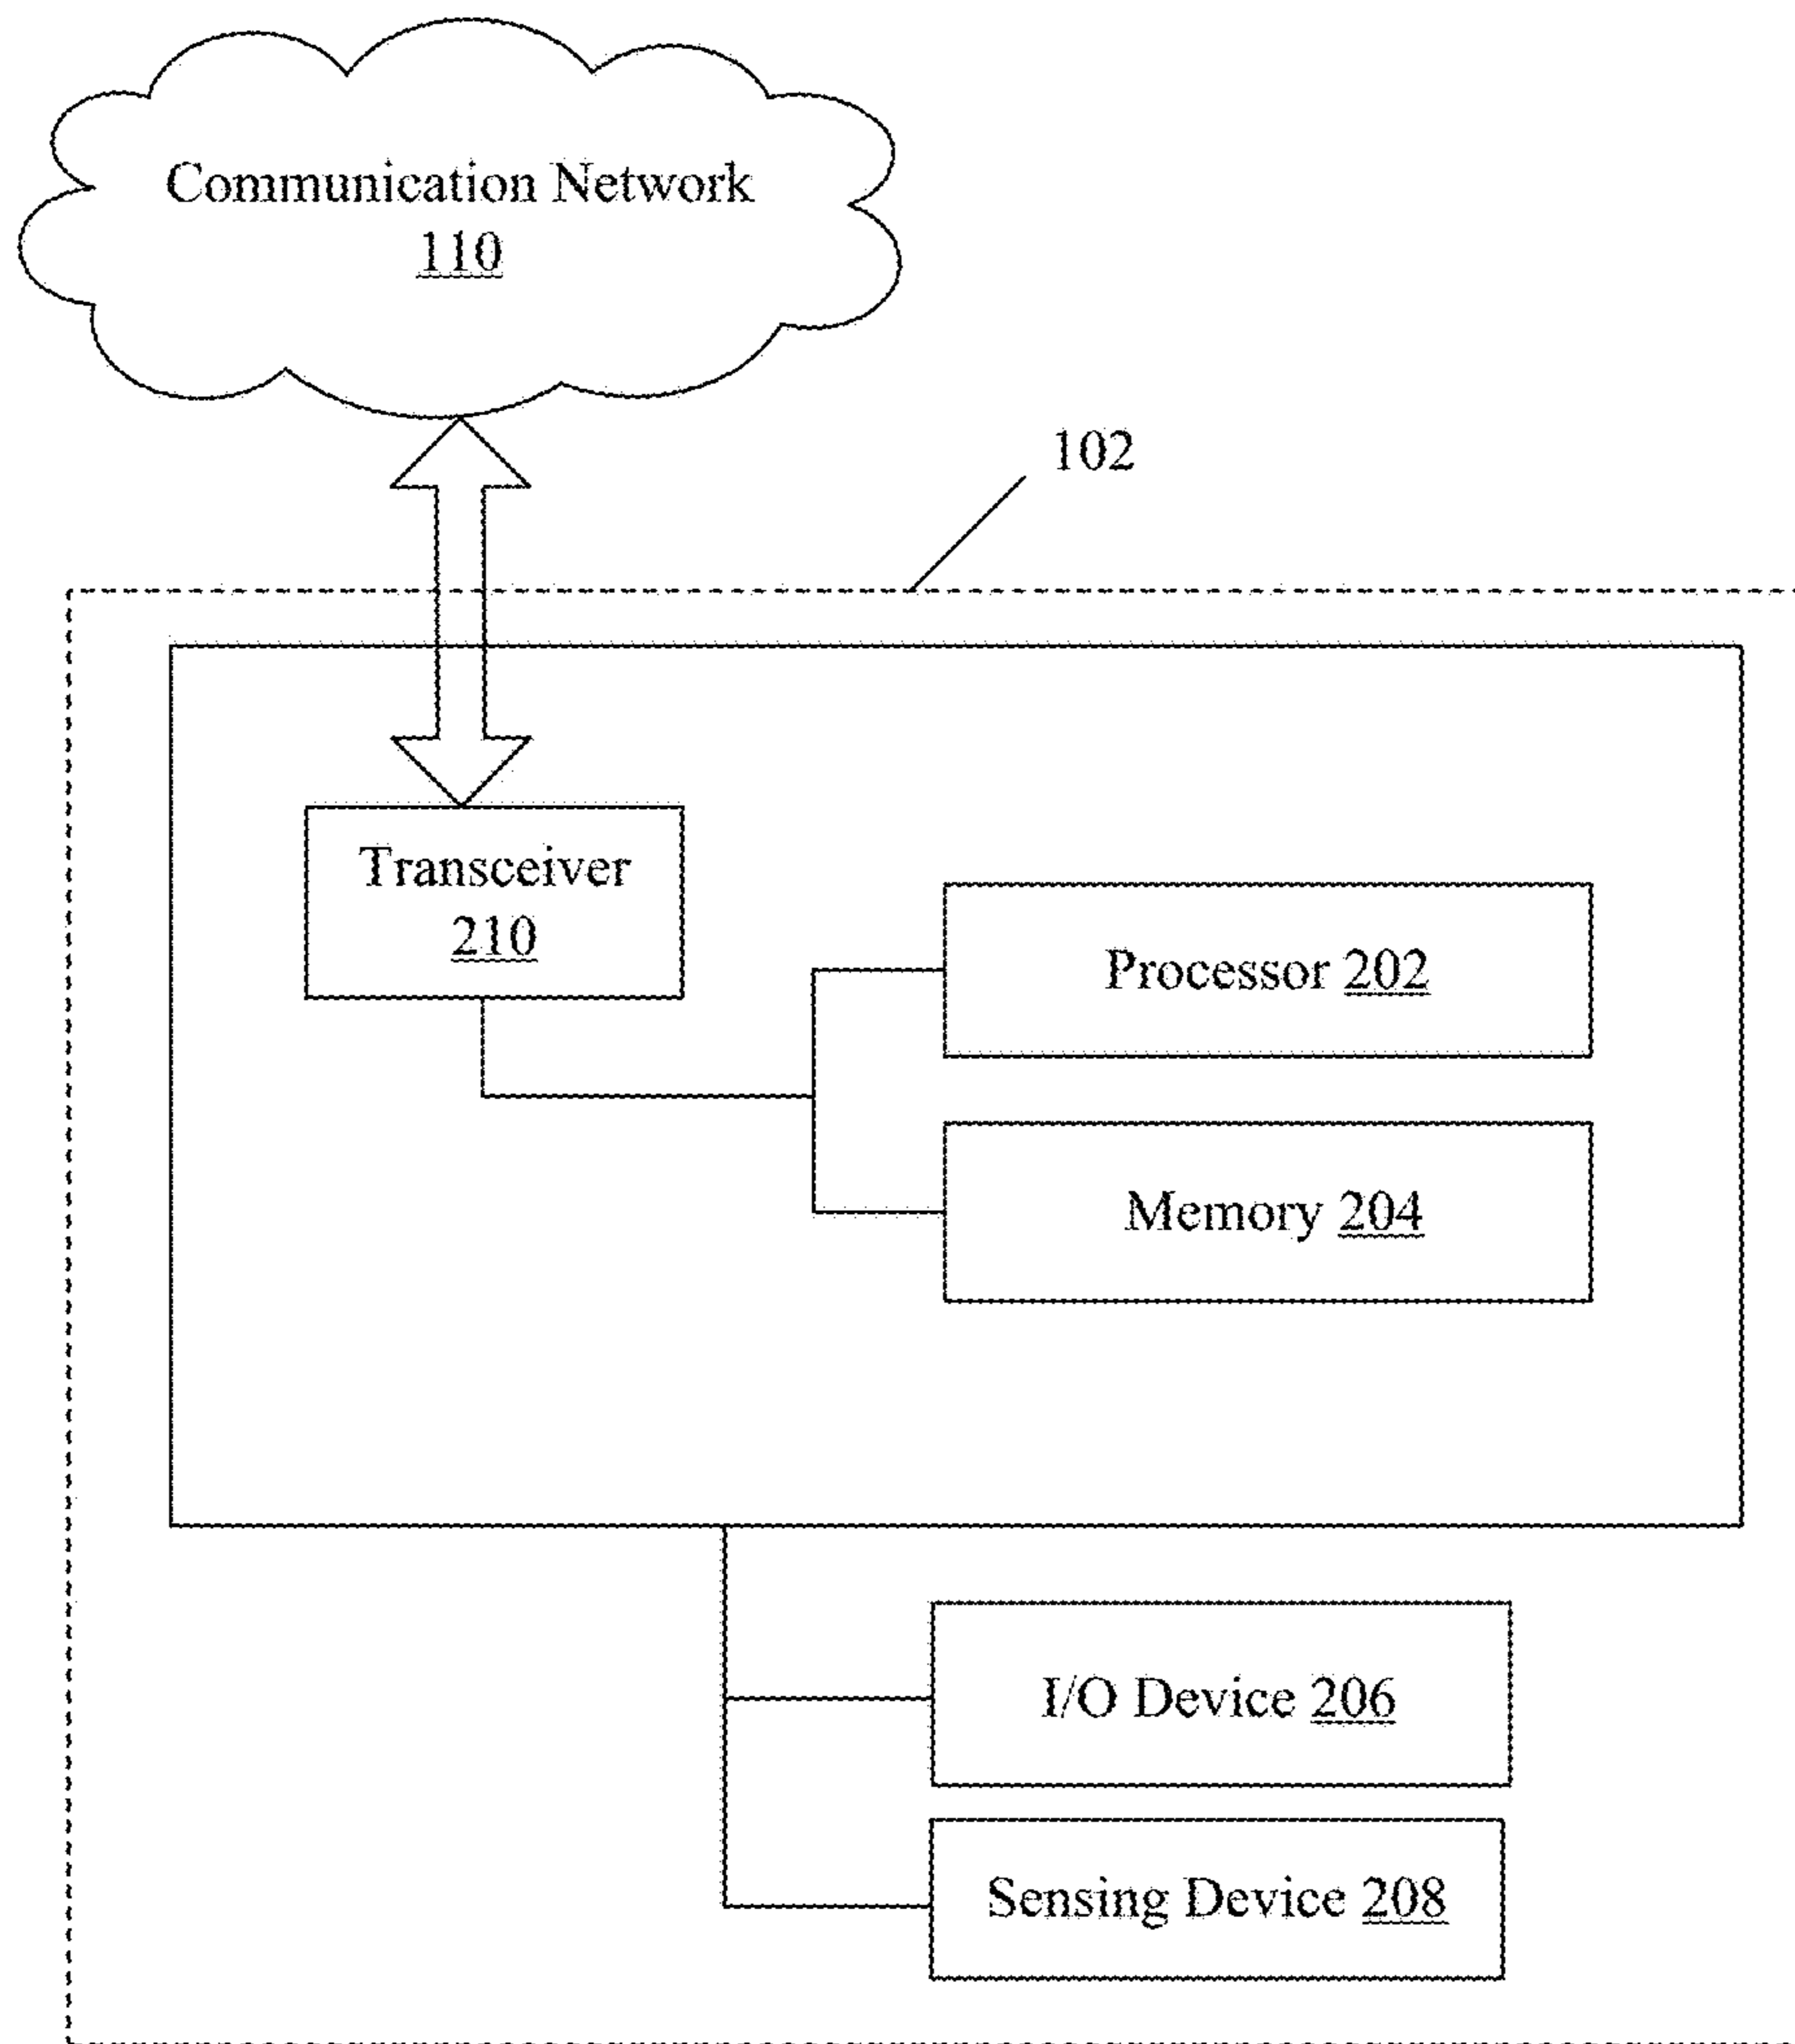 Communication Network
110
102
Transceiver
210
Processor 202
Memory 204
I/O Device 206
Sensing Device 208